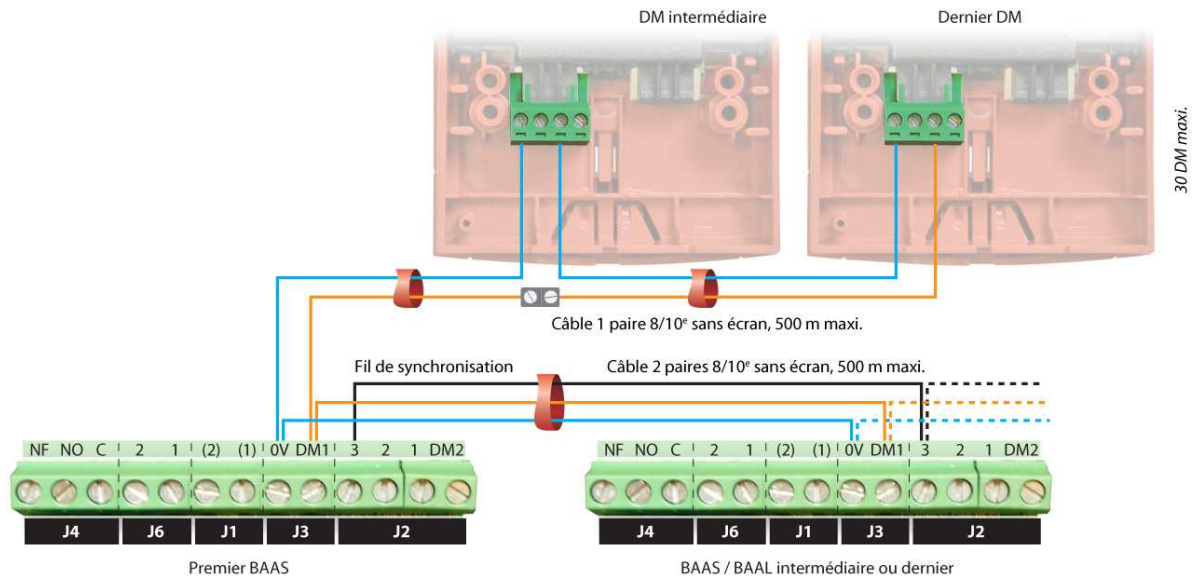 DM intermédiaire
Dernier DM
30 DM maxi.
Câble 1 paire 8/10e sans écran, 500 m maxi.
Fil de synchronisation
Câble 2 paires 8/10e sans écran, 500 m maxi.
NF NO C 2 1 (2) (1) 0V DM1 3 2 1 DM2
J4 J6 J1 J3 J2
Premier BAAS
NF NO C 2 1 (2) (1) 0V DM1 3 2 1 DM2
J4 J6 J1 J3 J2
BAAS / BAAL intermédiaire ou dernier